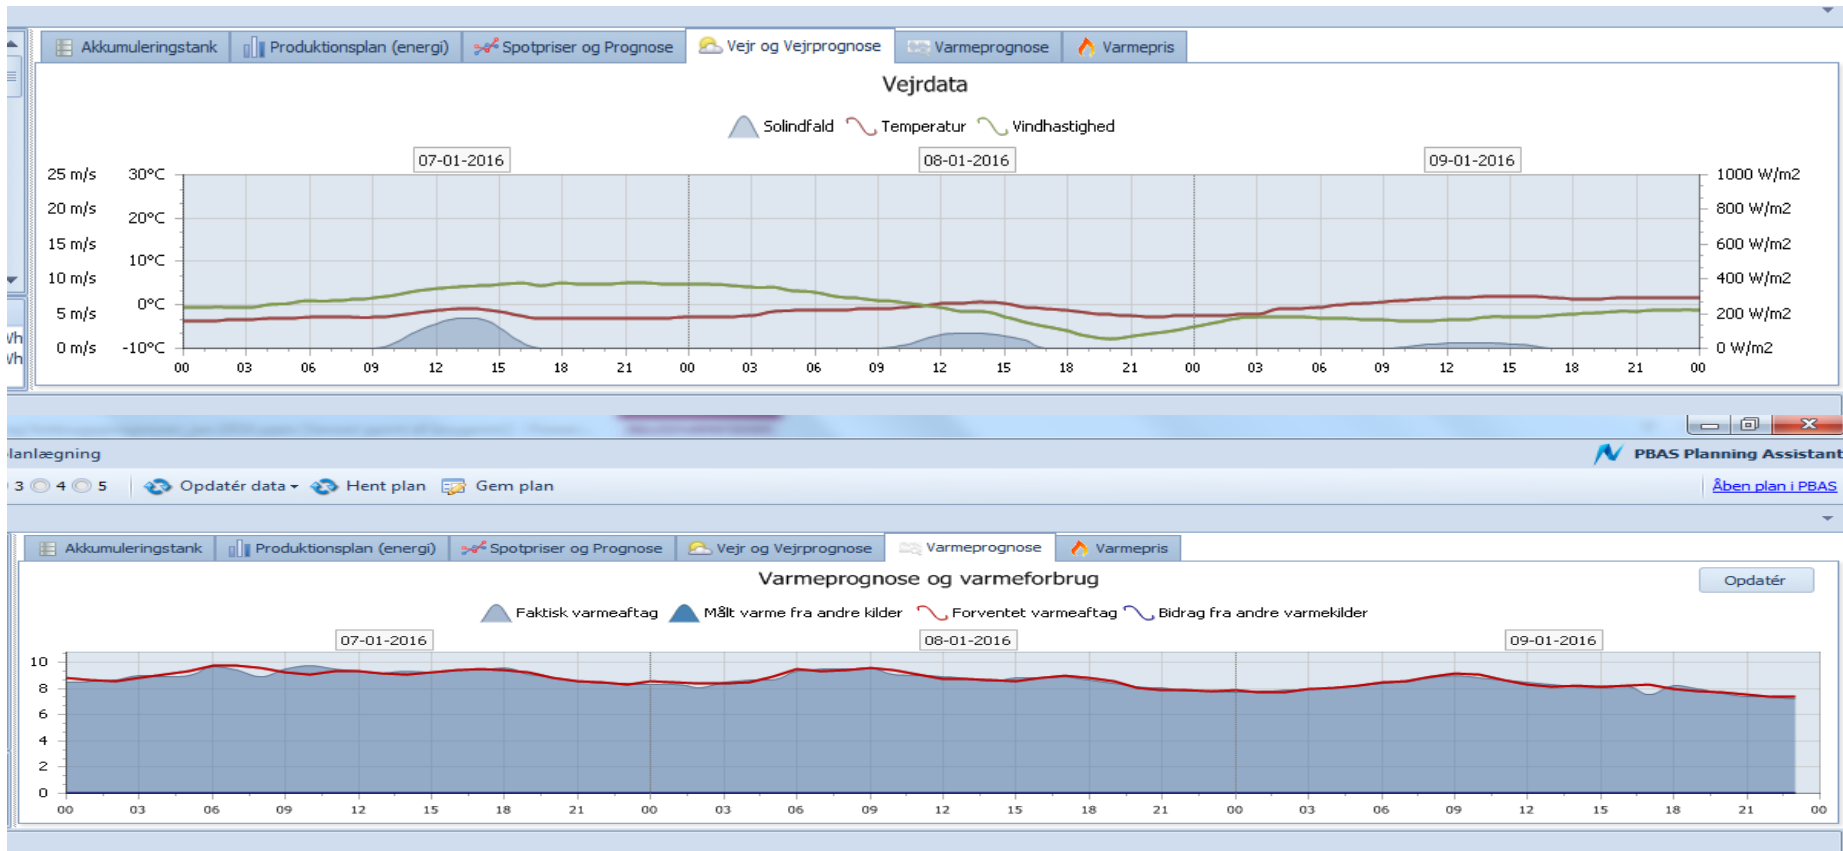 Akkumuleringstank Produktionsplan (energi) Spotpriser og Prognose Vejr og Vejrprognose Varmeprognose Varmepris
Vejrdata
Solindfald Temperatur Vindhastighed
07-01-2016 08-01-2016 09-01-2016
25 m/s 30°C 1000 W/m2
20 m/s 20°C 800 W/m2
15 m/s 10°C 600 W/m2
10 m/s 0°C 400 W/m2
5 m/s 200 W/m2
0 m/s -10°C 0 W/m2
Wh
Wh
00 03 06 09 12 15 18 21 00 03 06 09 12 15 18 21 00 03 06 09 12 15 18 21 00
lanlægning PBAS Planning Assistant
3 4 5 Opdatér data Hent plan Gem plan Åben plan i PBAS
Akkumuleringstank Produktionsplan (energi) Spotpriser og Prognose Vejr og Vejrprognose Varmeprognose Varmepris
Varmeprognose og varmeforbrug Opdatér
Faktisk varmeaftag Målt varme fra andre kilder Forventet varmeaftag Bidrag fra andre varmekilder
07-01-2016 08-01-2016 09-01-2016
10
8
6
4
2
0
00 03 06 09 12 15 18 21 00 03 06 09 12 15 18 21 00 03 06 09 12 15 18 21 00